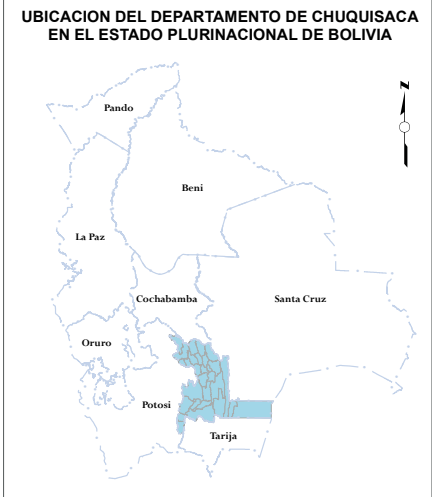 UBICACION DEL DEPARTAMENTO DE CHUQUISACA
EN EL ESTADO PLURINACIONAL DE BOLIVIA
N
Pando
Beni
La Paz
Cochabamba
Santa Cruz
Oruro
Potosi
Tarija